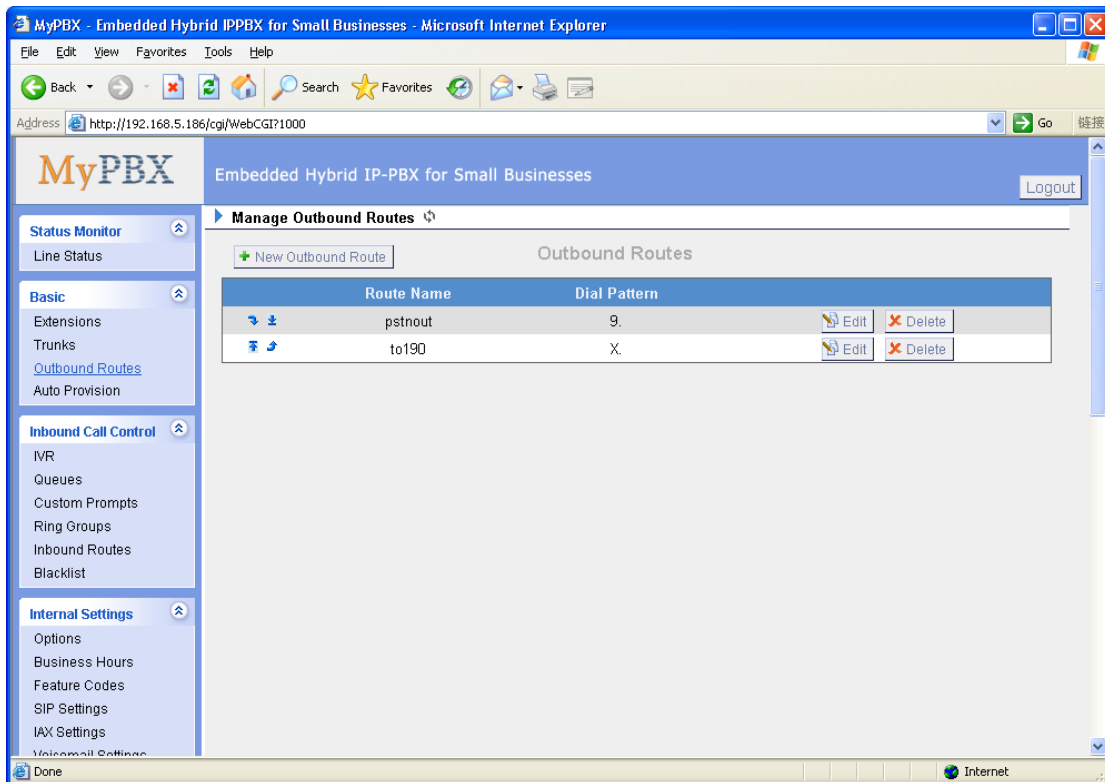 MyPBX - Embedded Hybrid IPPBX for Small Businesses - Microsoft Internet Explorer
File Edit View Favorites Tools Help
Back Search Favorites
Address http://192.168.5.186/cgi/WebCGI?1000 Go 链接
MyPBX Embedded Hybrid IP-PBX for Small Businesses
Logout
Manage Outbound Routes
Status Monitor
Line Status
New Outbound Route Outbound Routes
Basic
Route Name Dial Pattern
Extensions
pstnout 9. Edit Delete
Trunks
to190 X. Edit Delete
Outbound Routes
Auto Provision
Inbound Call Control
IVR
Queues
Custom Prompts
Ring Groups
Inbound Routes
Blacklist
Internal Settings
Options
Business Hours
Feature Codes
SIP Settings
IAX Settings
Voicemail Settings
Done Internet